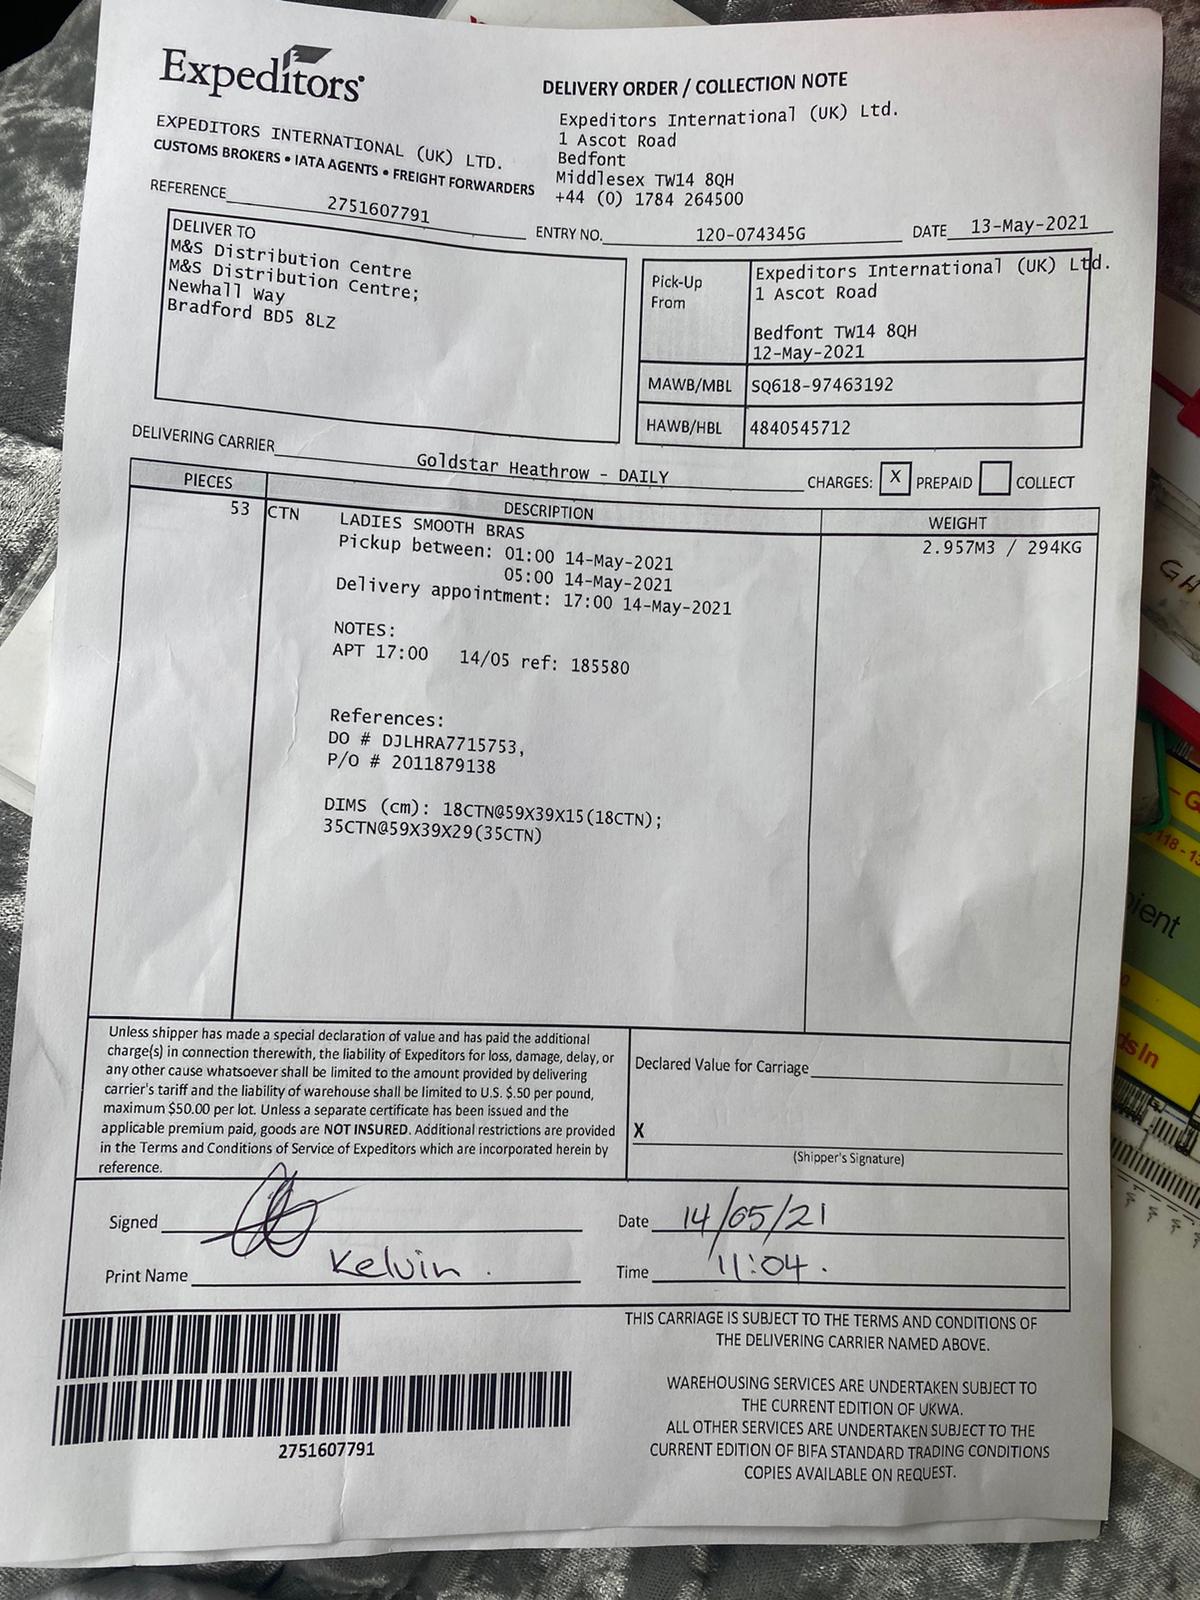 Expeditors
EXPEDITORS INTERNATIONAL (UK) LTD.
CUSTOMS BROKERS • IATA AGENTS • FREIGHT FORWARDERS
DELIVERY ORDER / COLLECTION NOTE
Expeditors International (UK) Ltd.
1 Ascot Road
Bedfont
Middlesex TW14 8QH
+44 (0) 1784 264500
REFERENCE 2751607791
ENTRY NO. 120-074345G
DATE 13-May-2021
DELIVER TO
M&S Distribution Centre
M&S Distribution Centre;
Newhall Way
Bradford BD5 8LZ
Pick-Up From
Expeditors International (UK) Ltd.
1 Ascot Road
Bedfont TW14 8QH
12-May-2021
MAWB/MBL SQ618-97463192
HAWB/HBL 4840545712
DELIVERING CARRIER Goldstar Heathrow - DAILY
CHARGES: X PREPAID COLLECT
PIECES DESCRIPTION WEIGHT
53 CTN LADIES SMOOTH BRAS 2.957M3 / 294KG
Pickup between: 01:00 14-May-2021
05:00 14-May-2021
Delivery appointment: 17:00 14-May-2021
NOTES:
APT 17:00 14/05 ref: 185580
References:
DO # DJLHRA7715753,
P/O # 2011879138
DIMS (cm): 18CTN@59X39X15(18CTN);
35CTN@59X39X29(35CTN)
Unless shipper has made a special declaration of value and has paid the additional
charge(s) in connection therewith, the liability of Expeditors for loss, damage, delay, or
any other cause whatsoever shall be limited to the amount provided by delivering
carrier's tariff and the liability of warehouse shall be limited to U.S. $.50 per pound,
maximum $50.00 per lot. Unless a separate certificate has been issued and the
applicable premium paid, goods are NOT INSURED. Additional restrictions are provided
in the Terms and Conditions of Service of Expeditors which are incorporated herein by
reference.
Declared Value for Carriage
X
(Shipper's Signature)
Signed
Date 14/05/21
Print Name Kelvin.
Time 11:04.
2751607791
THIS CARRIAGE IS SUBJECT TO THE TERMS AND CONDITIONS OF
THE DELIVERING CARRIER NAMED ABOVE.
WAREHOUSING SERVICES ARE UNDERTAKEN SUBJECT TO
THE CURRENT EDITION OF UKWA.
ALL OTHER SERVICES ARE UNDERTAKEN SUBJECT TO THE
CURRENT EDITION OF BIFA STANDARD TRADING CONDITIONS
COPIES AVAILABLE ON REQUEST.